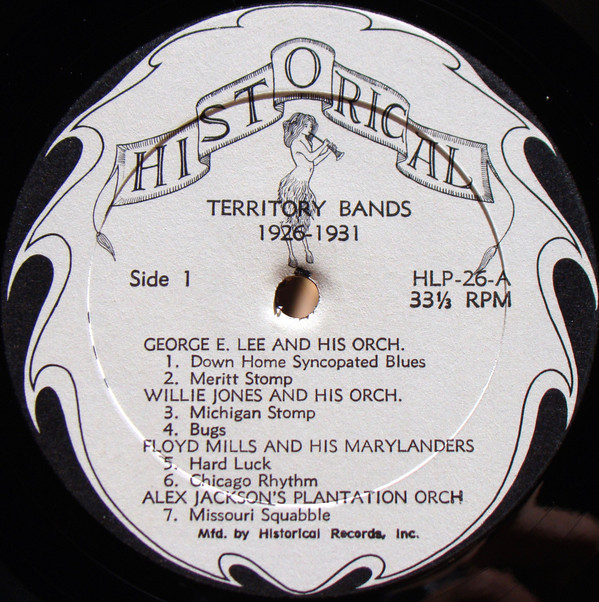 HISTORICAL
TERRITORY BANDS
1926-1931
Side 1
HLP-26-A
33⅓ RPM
GEORGE E. LEE AND HIS ORCH.
1. Down Home Syncopated Blues
2. Meritt Stomp
WILLIE JONES AND HIS ORCH.
3. Michigan Stomp
4. Bugs
FLOYD MILLS AND HIS MARYLANDERS
5. Hard Luck
6. Chicago Rhythm
ALEX JACKSON'S PLANTATION ORCH
7. Missouri Squabble
Mfd. by Historical Records, Inc.